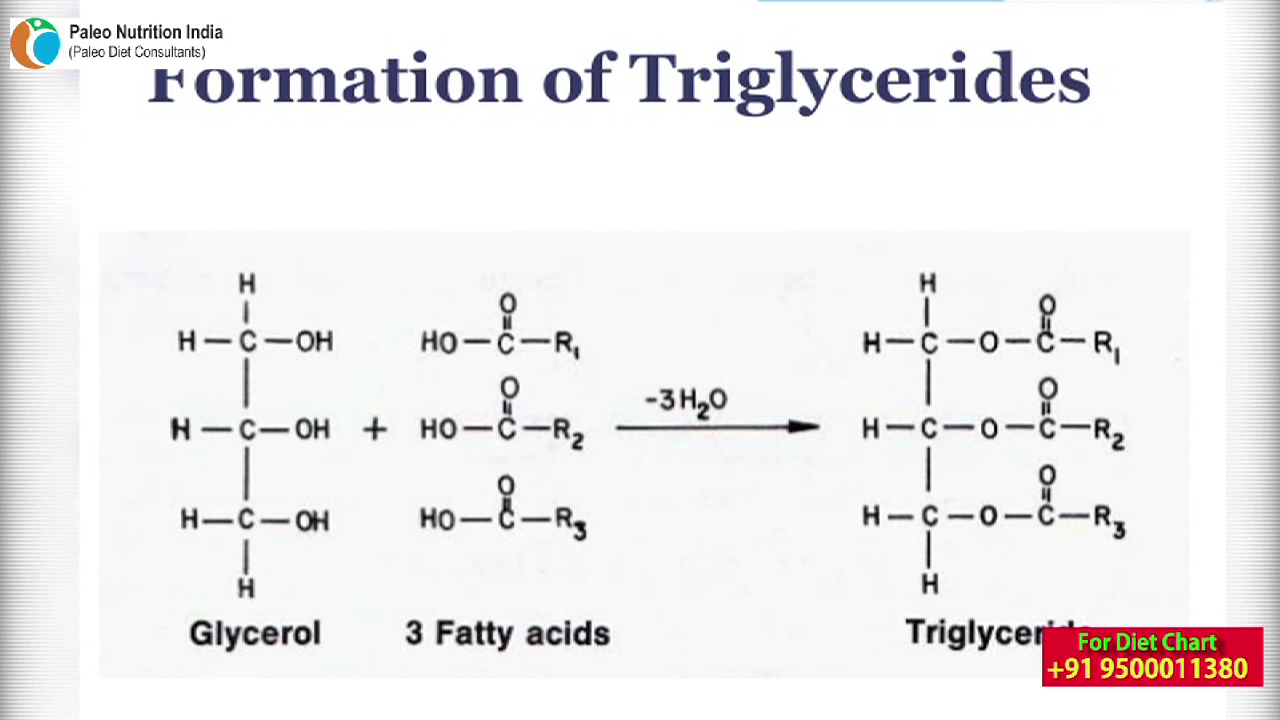 Paleo Nutrition India
(Paleo Diet Consultants)
Formation of Triglycerides
H
H—C—OH
H—C—OH
H—C—OH
H
+
O
HO—C—R₁
O
HO—C—R₂
O
HO—C—R₃
-3H₂O
H
O
H—C—O—C—R₁
O
H—C—O—C—R₂
O
H—C—O—C—R₃
H
Glycerol
3 Fatty acids
For Diet Chart
+91 9500011380